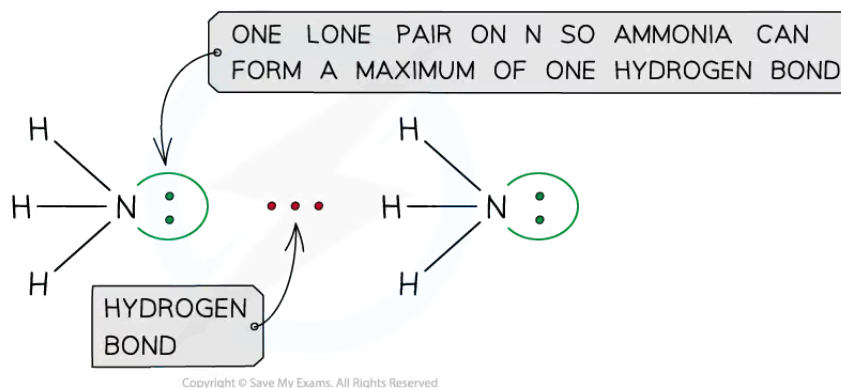 ONE LONE PAIR ON N SO AMMONIA CAN
FORM A MAXIMUM OF ONE HYDROGEN BOND
H
H
H N : H N :
H
H
HYDROGEN
BOND
Copyright © Save My Exams. All Rights Reserved